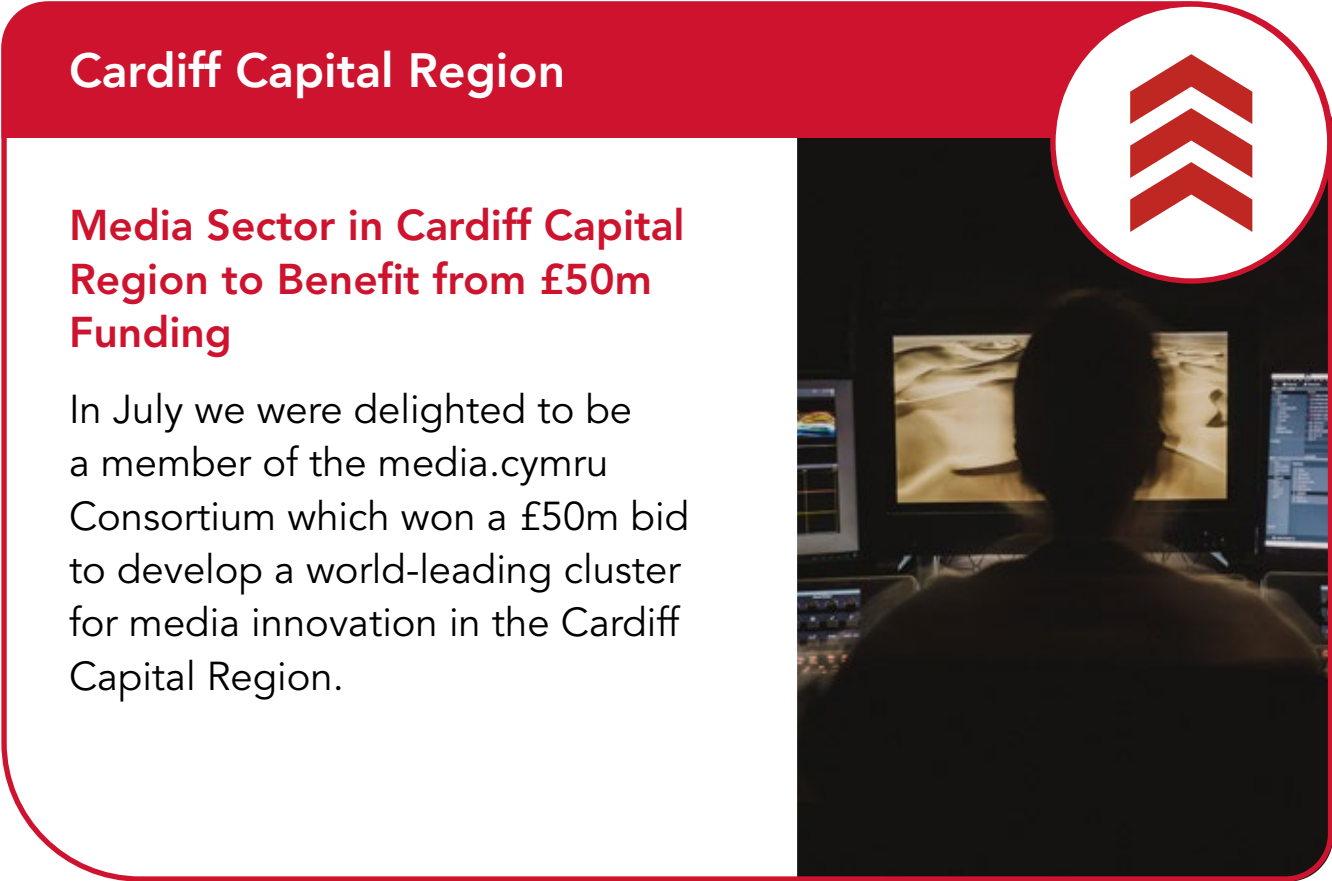 Cardiff Capital Region
Media Sector in Cardiff Capital
Region to Benefit from £50m
Funding
In July we were delighted to be
a member of the media.cymru
Consortium which won a £50m bid
to develop a world-leading cluster
for media innovation in the Cardiff
Capital Region.